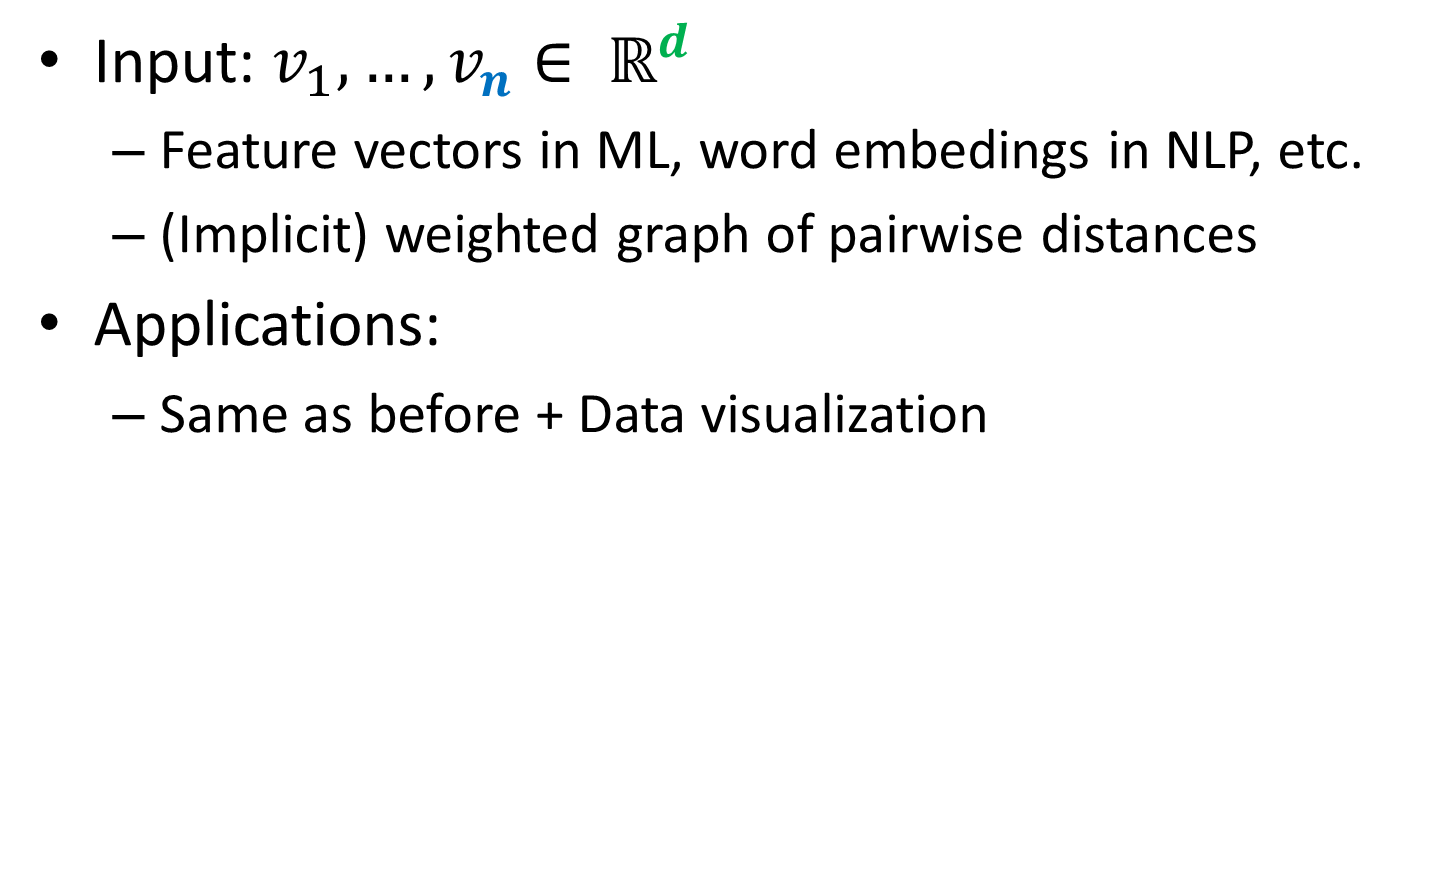 • Input: 𝑣₁, … , 𝑣ₙ ∈ ℝᵈ
– Feature vectors in ML, word embedings in NLP, etc.
– (Implicit) weighted graph of pairwise distances
• Applications:
– Same as before + Data visualization